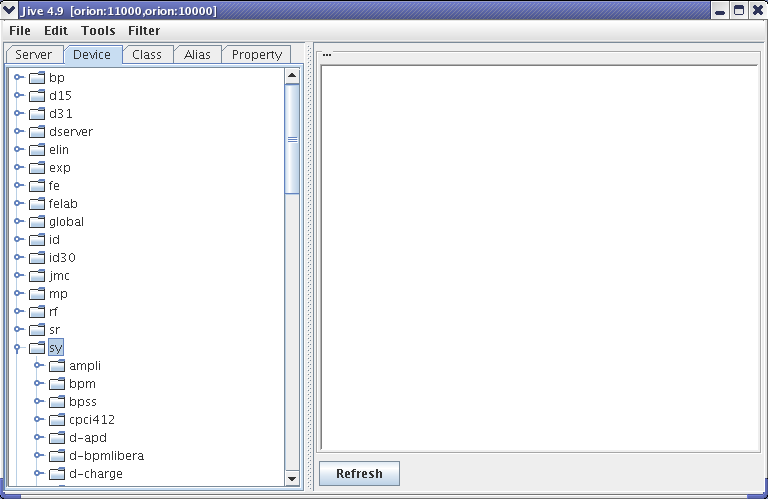 Jive 4.9 [orion:11000,orion:10000]
File Edit Tools Filter
Server Device Class Alias Property
...
bp
d15
d31
dserver
elin
exp
fe
felab
global
id
id30
jmc
mp
rf
sr
sy
ampli
bpm
bpss
cpci412
d-apd
d-bpmlibera
d-charge
Refresh